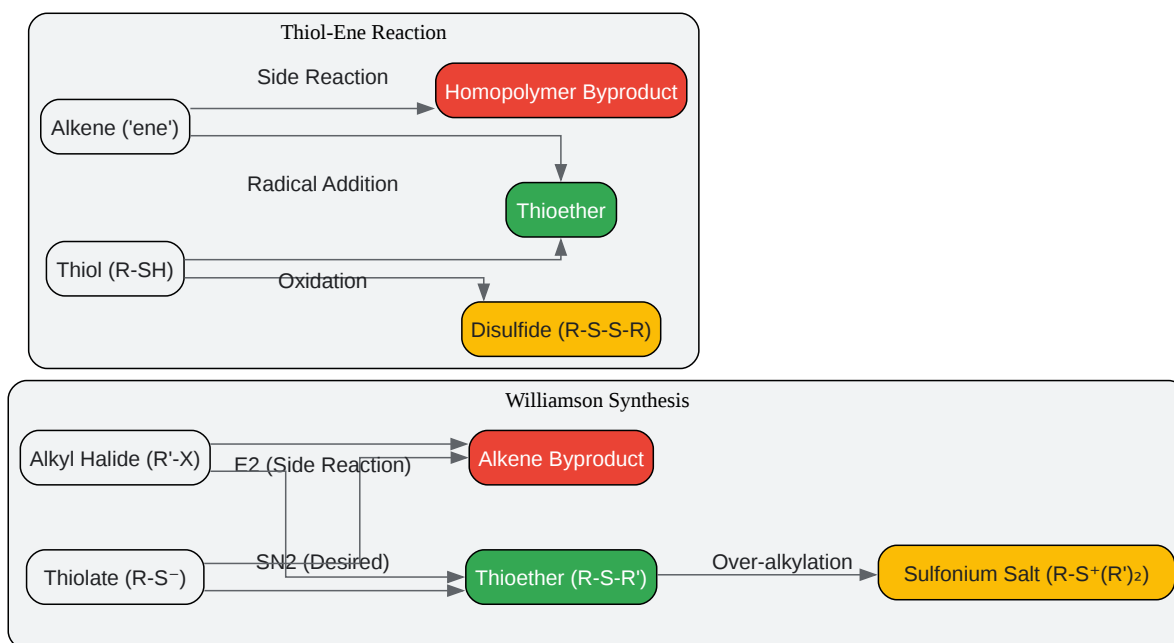 Thiol-Ene Reaction
Side Reaction
Homopolymer Byproduct
Alkene ('ene')
Radical Addition
Thioether
Thiol (R-SH)
Oxidation
Disulfide (R-S-S-R)
Williamson Synthesis
Alkyl Halide (R'-X)
E2 (Side Reaction)
Alkene Byproduct
Thiolate (R-S⁻)
SN2 (Desired)
Thioether (R-S-R')
Over-alkylation
Sulfonium Salt (R-S⁺(R')₂)